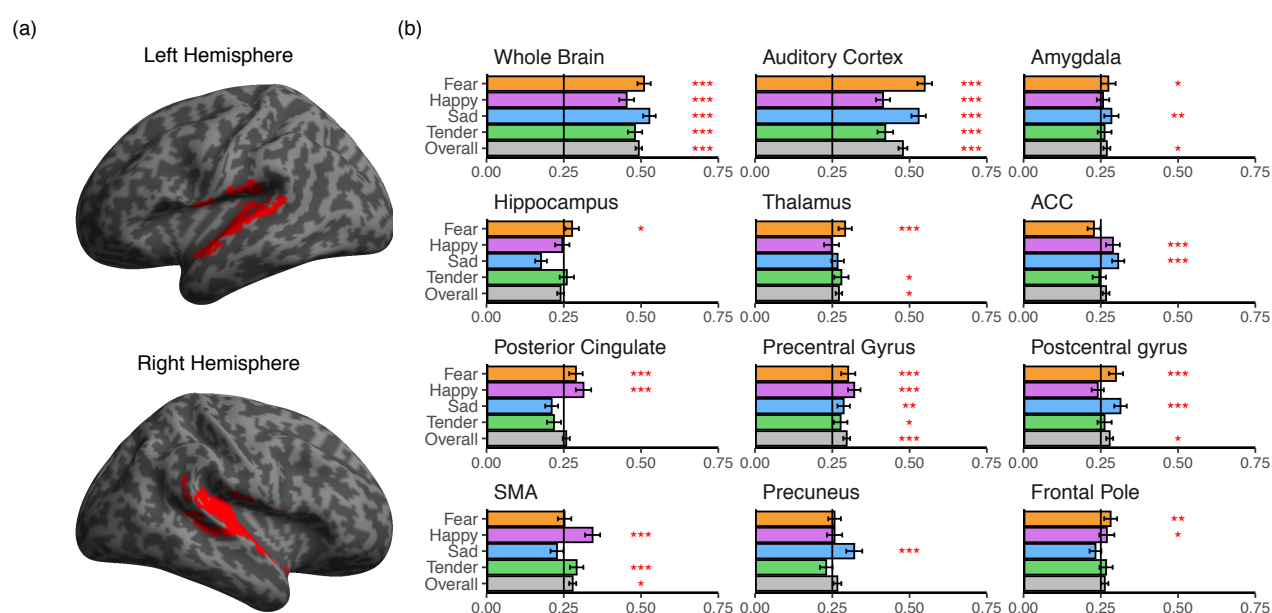 (a)
Left Hemisphere
Right Hemisphere
(b)
Whole Brain Auditory Cortex Amygdala
Fear *** *** *
Happy *** ***
Sad *** *** **
Tender *** ***
Overall *** *** *
0.00 0.25 0.50 0.75 0.00 0.25 0.50 0.75 0.00 0.25 0.50 0.75
Hippocampus Thalamus ACC
Fear * ***
Happy ***
Sad ***
Tender *
Overall *
0.00 0.25 0.50 0.75 0.00 0.25 0.50 0.75 0.00 0.25 0.50 0.75
Posterior Cingulate Precentral Gyrus Postcentral gyrus
Fear *** *** ***
Happy *** ***
Sad ** ***
Tender *
Overall *** *
0.00 0.25 0.50 0.75 0.00 0.25 0.50 0.75 0.00 0.25 0.50 0.75
SMA Precuneus Frontal Pole
Fear **
Happy *** *
Sad ***
Tender ***
Overall *
0.00 0.25 0.50 0.75 0.00 0.25 0.50 0.75 0.00 0.25 0.50 0.75